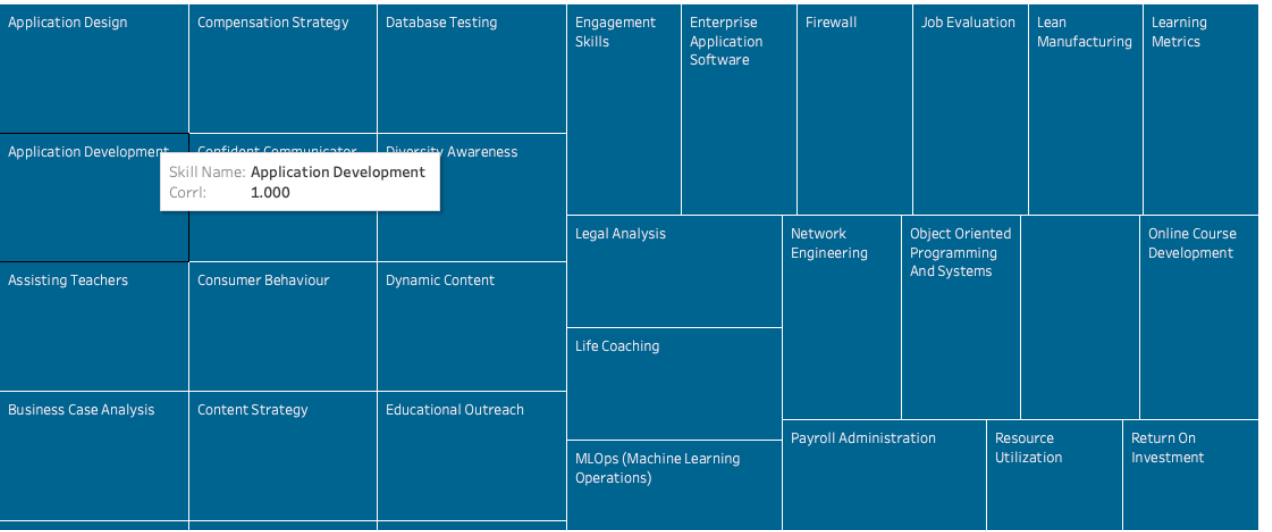 Application Design
Compensation Strategy
Database Testing
Engagement
Skills
Enterprise
Application
Software
Firewall
Job Evaluation
Lean
Manufacturing
Learning
Metrics
Application Development
Confident Communicator
Diversity Awareness
Skill Name: Application Development
Corrl: 1.000
Legal Analysis
Network
Engineering
Object Oriented
Programming
And Systems
Online Course
Development
Assisting Teachers
Consumer Behaviour
Dynamic Content
Life Coaching
Business Case Analysis
Content Strategy
Educational Outreach
MLOps (Machine Learning
Operations)
Payroll Administration
Resource
Utilization
Return On
Investment